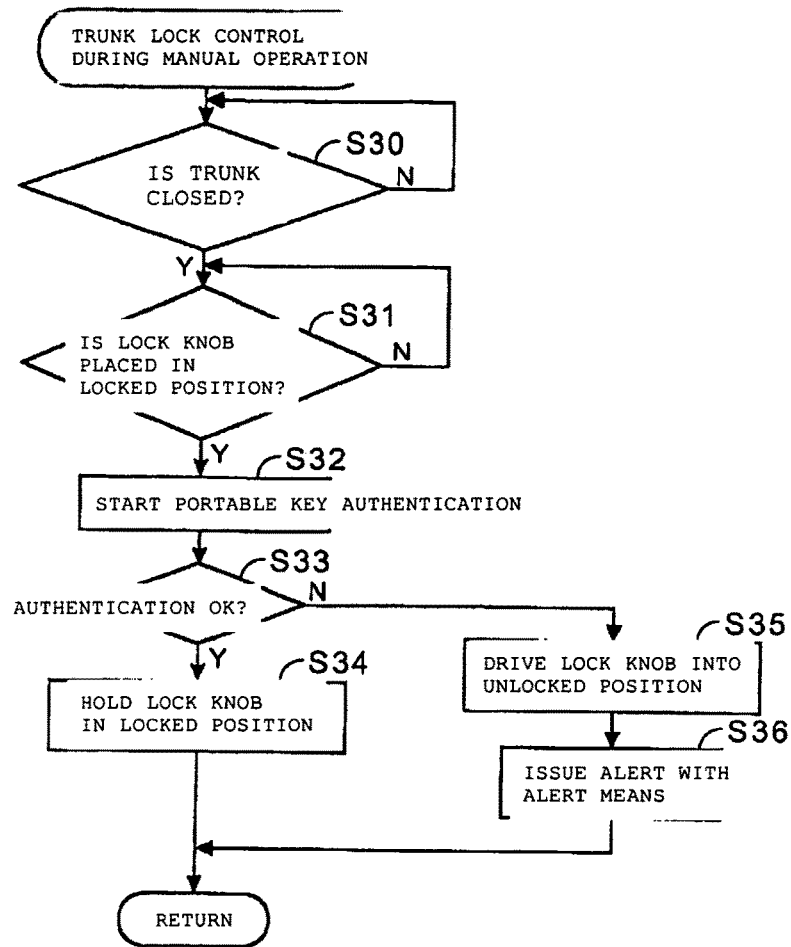 TRUNK LOCK CONTROL
DURING MANUAL OPERATION
S30
IS TRUNK
CLOSED?
N
Y
S31
IS LOCK KNOB
PLACED IN
LOCKED POSITION?
N
Y
S32
START PORTABLE KEY AUTHENTICATION
S33
AUTHENTICATION OK?
N
Y
S34
HOLD LOCK KNOB
IN LOCKED POSITION
S35
DRIVE LOCK KNOB INTO
UNLOCKED POSITION
S36
ISSUE ALERT WITH
ALERT MEANS
RETURN